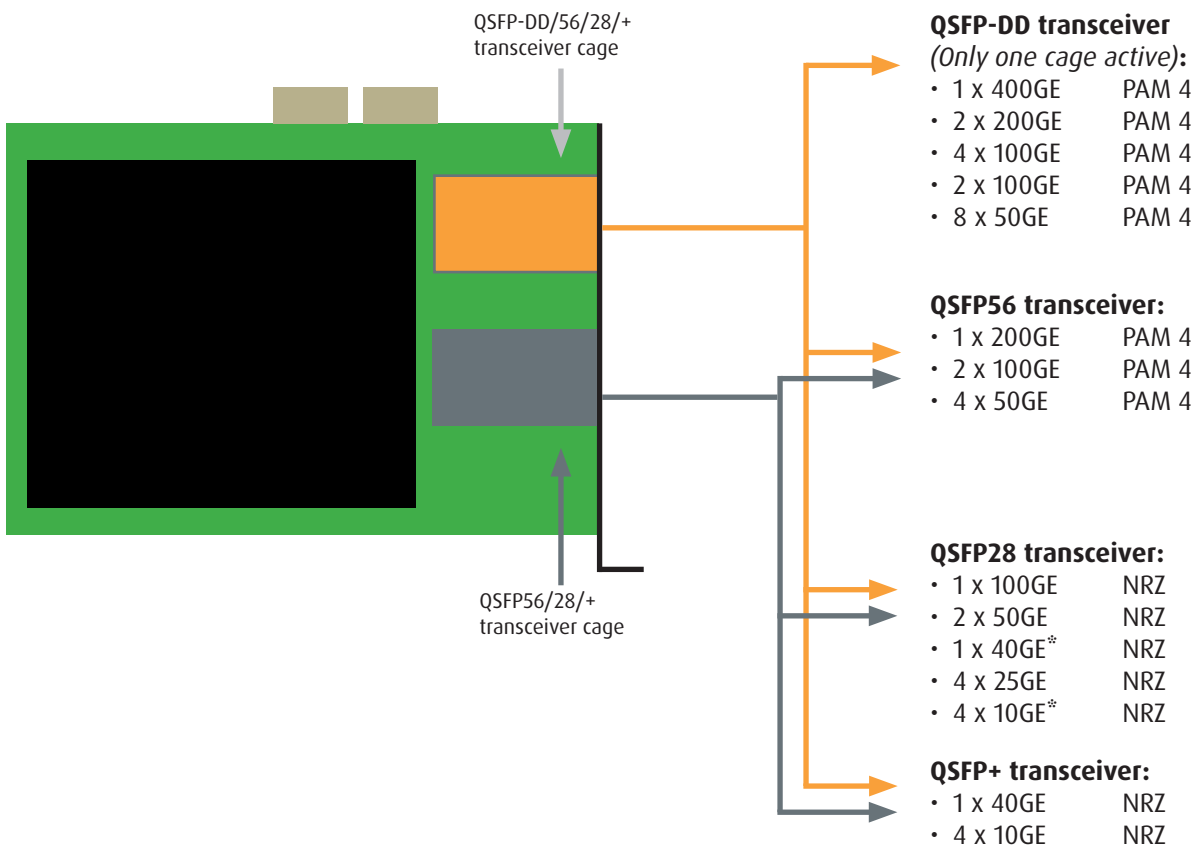 QSFP-DD/56/28/+
transceiver cage
QSFP-DD transceiver
(Only one cage active):
• 1 x 400GE PAM 4
• 2 x 200GE PAM 4
• 4 x 100GE PAM 4
• 2 x 100GE PAM 4
• 8 x 50GE PAM 4
QSFP56 transceiver:
• 1 x 200GE PAM 4
• 2 x 100GE PAM 4
• 4 x 50GE PAM 4
QSFP56/28/+
transceiver cage
QSFP28 transceiver:
• 1 x 100GE NRZ
• 2 x 50GE NRZ
• 1 x 40GE* NRZ
• 4 x 25GE NRZ
• 4 x 10GE* NRZ
QSFP+ transceiver:
• 1 x 40GE NRZ
• 4 x 10GE NRZ